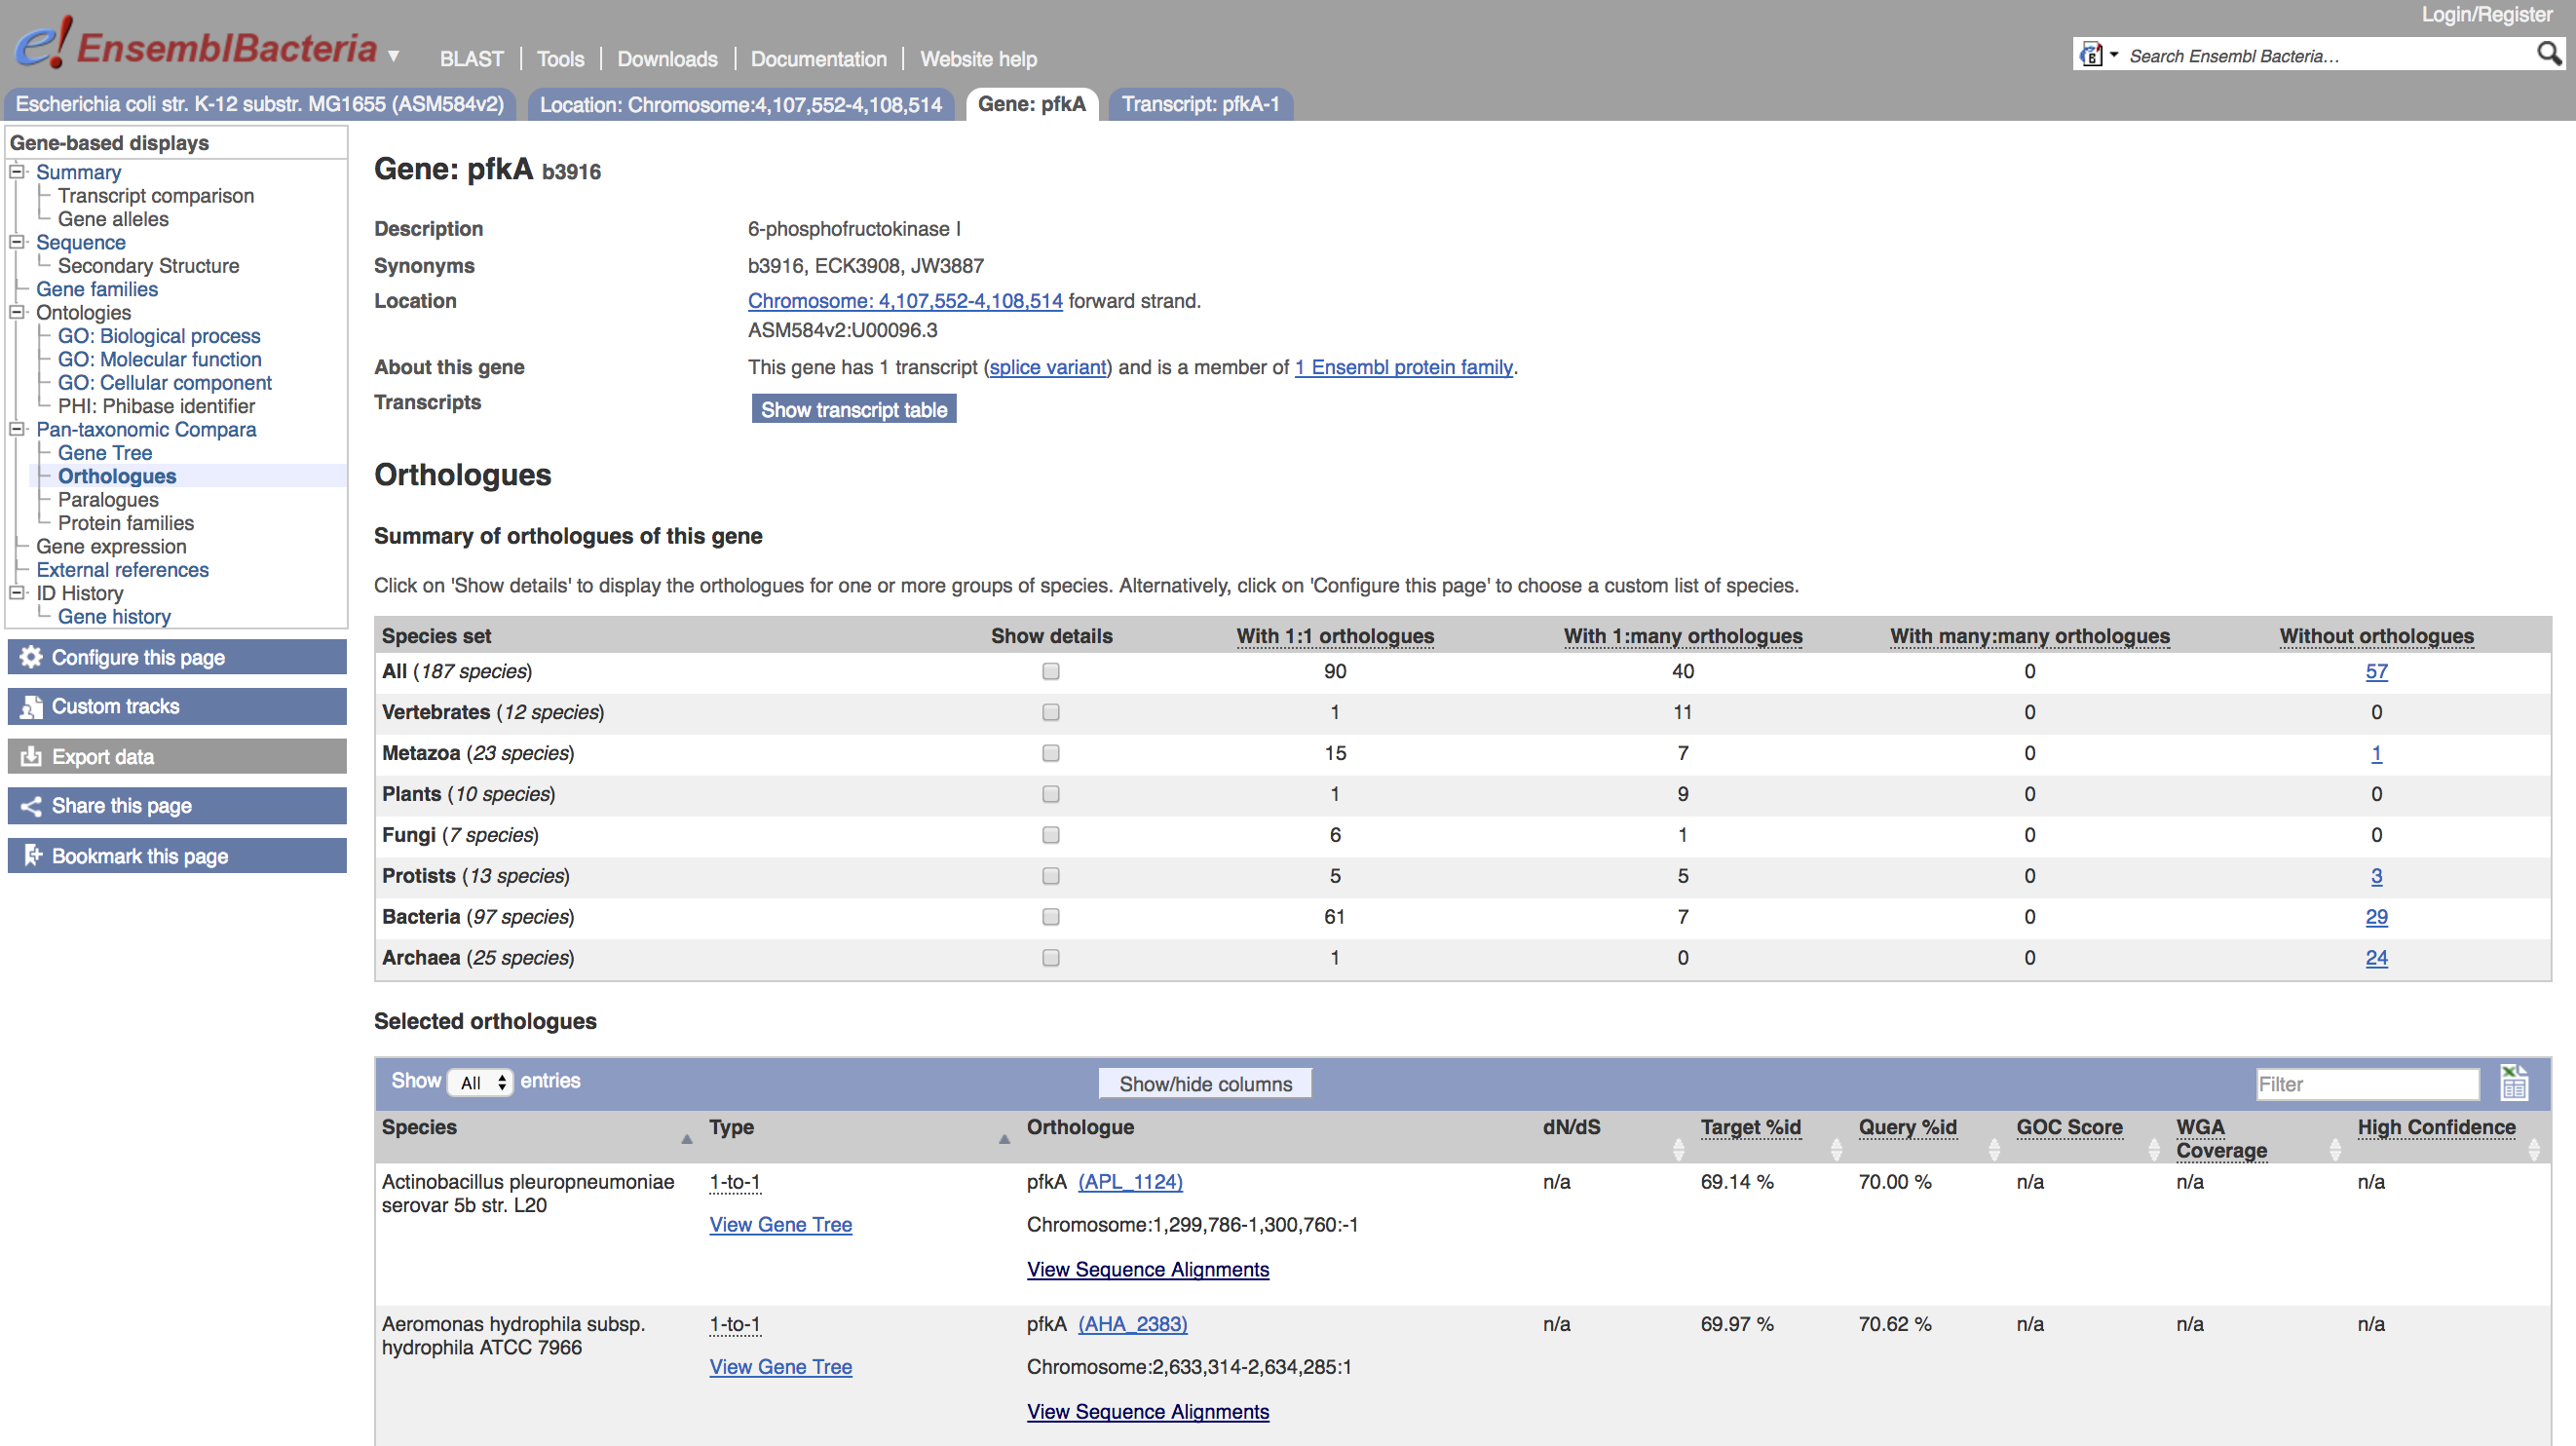 Login/Register
e!EnsemblBacteria ▼ BLAST | Tools | Downloads | Documentation | Website help
Search Ensembl Bacteria…
Escherichia coli str. K-12 substr. MG1655 (ASM584v2) Location: Chromosome:4,107,552-4,108,514 Gene: pfkA Transcript: pfkA-1
Gene-based displays
Summary
Transcript comparison
Gene alleles
Sequence
Secondary Structure
Gene families
Ontologies
GO: Biological process
GO: Molecular function
GO: Cellular component
PHI: Phibase identifier
Pan-taxonomic Compara
Gene Tree
Orthologues
Paralogues
Protein families
Gene expression
External references
ID History
Gene history
Configure this page
Custom tracks
Export data
Share this page
Bookmark this page
Gene: pfkA b3916
Description 6-phosphofructokinase I
Synonyms b3916, ECK3908, JW3887
Location Chromosome: 4,107,552-4,108,514 forward strand.
ASM584v2:U00096.3
About this gene This gene has 1 transcript (splice variant) and is a member of 1 Ensembl protein family.
Transcripts Show transcript table
Orthologues
Summary of orthologues of this gene
Click on 'Show details' to display the orthologues for one or more groups of species. Alternatively, click on 'Configure this page' to choose a custom list of species.
Species set Show details With 1:1 orthologues With 1:many orthologues With many:many orthologues Without orthologues
All (187 species) 90 40 0 57
Vertebrates (12 species) 1 11 0 0
Metazoa (23 species) 15 7 0 1
Plants (10 species) 1 9 0 0
Fungi (7 species) 6 1 0 0
Protists (13 species) 5 5 0 3
Bacteria (97 species) 61 7 0 29
Archaea (25 species) 1 0 0 24
Selected orthologues
Show All entries Show/hide columns Filter
Species Type Orthologue dN/dS Target %id Query %id GOC Score WGA Coverage High Confidence
Actinobacillus pleuropneumoniae 1-to-1 pfkA (APL_1124) n/a 69.14 % 70.00 % n/a n/a n/a
serovar 5b str. L20
View Gene Tree Chromosome:1,299,786-1,300,760:-1
View Sequence Alignments
Aeromonas hydrophila subsp. 1-to-1 pfkA (AHA_2383) n/a 69.97 % 70.62 % n/a n/a n/a
hydrophila ATCC 7966
View Gene Tree Chromosome:2,633,314-2,634,285:1
View Sequence Alignments